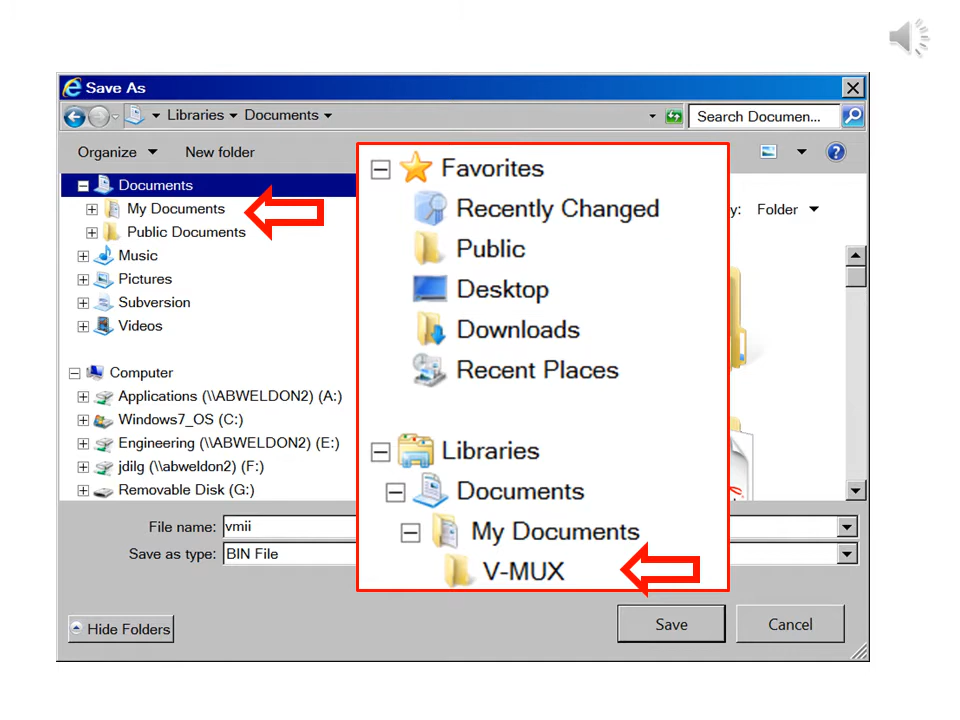 Save As
Libraries Documents
Search Documen...
Organize New folder
Documents
My Documents
Public Documents
Music
Pictures
Subversion
Videos
Computer
Applications (\\ABWELDON2) (A:)
Windows7_OS (C:)
Engineering (\\ABWELDON2) (E:)
jdilg (\\abweldon2) (F:)
Removable Disk (G:)
Favorites
Recently Changed
Public
Desktop
Downloads
Recent Places
Libraries
Documents
My Documents
V-MUX
y: Folder
File name: vmii
Save as type: BIN File
Hide Folders
Save
Cancel